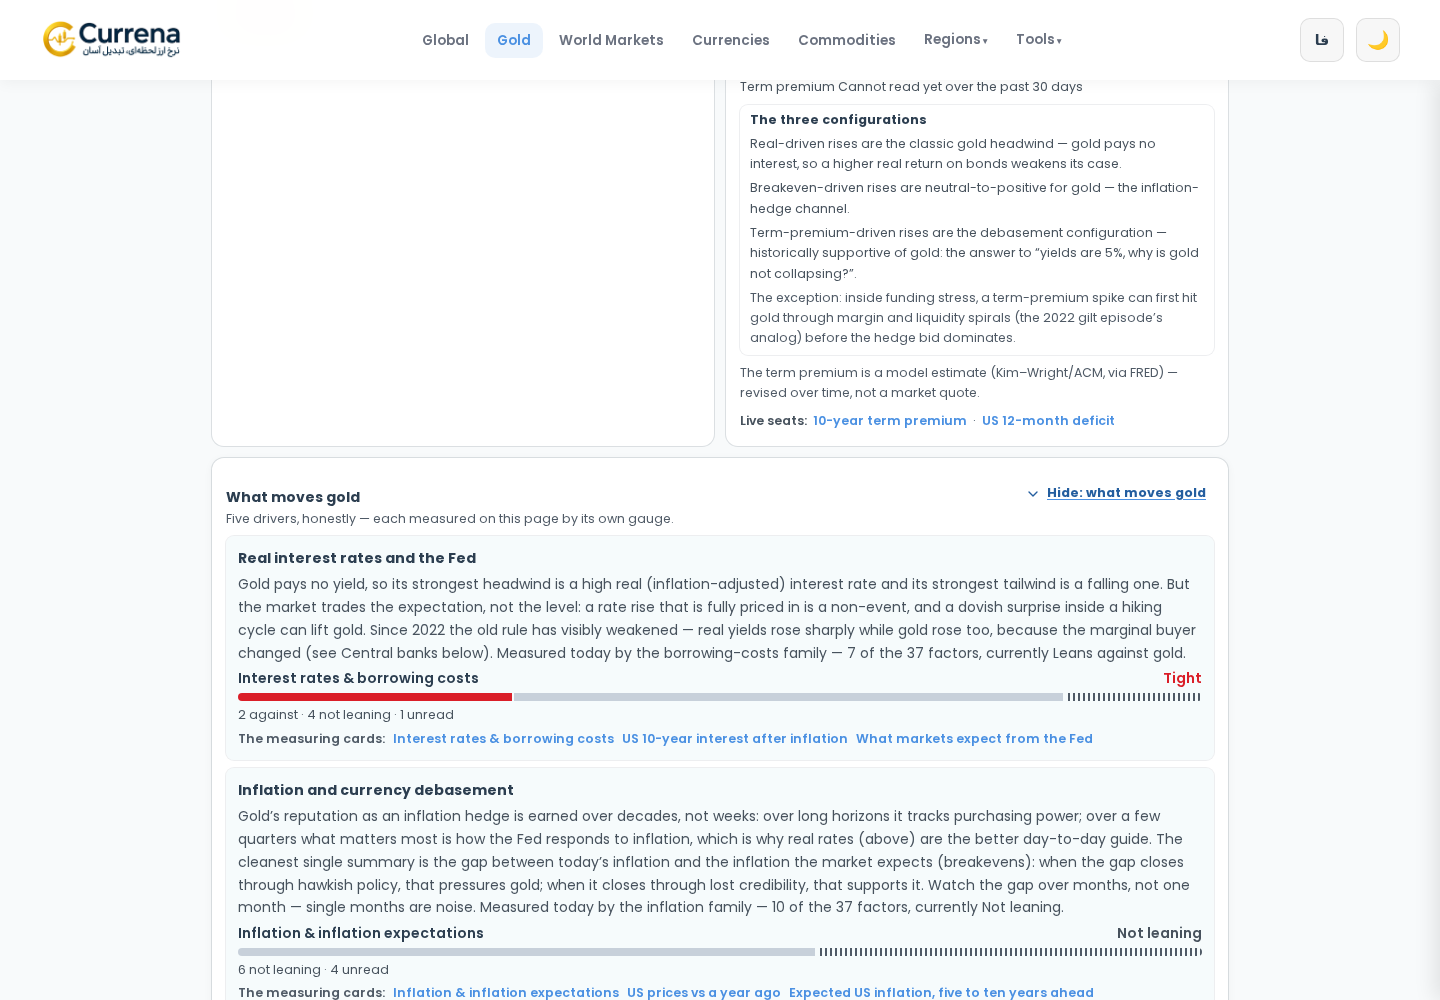 Currena
نرخ ارز لحظه‌ای، تبدیل آسان
Global
Gold
World Markets
Currencies
Commodities
Regions ▾
Tools ▾
فا
Term premium Cannot read yet over the past 30 days
The three configurations
Real-driven rises are the classic gold headwind — gold pays no
interest, so a higher real return on bonds weakens its case.
Breakeven-driven rises are neutral-to-positive for gold — the inflation-
hedge channel.
Term-premium-driven rises are the debasement configuration —
historically supportive of gold: the answer to “yields are 5%, why is gold
not collapsing?”.
The exception: inside funding stress, a term-premium spike can first hit
gold through margin and liquidity spirals (the 2022 gilt episode’s
analog) before the hedge bid dominates.
The term premium is a model estimate (Kim–Wright/ACM, via FRED) —
revised over time, not a market quote.
Live seats: 10-year term premium · US 12-month deficit
What moves gold
Hide: what moves gold
Five drivers, honestly — each measured on this page by its own gauge.
Real interest rates and the Fed
Gold pays no yield, so its strongest headwind is a high real (inflation-adjusted) interest rate and its strongest tailwind is a falling one. But
the market trades the expectation, not the level: a rate rise that is fully priced in is a non-event, and a dovish surprise inside a hiking
cycle can lift gold. Since 2022 the old rule has visibly weakened — real yields rose sharply while gold rose too, because the marginal buyer
changed (see Central banks below). Measured today by the borrowing-costs family — 7 of the 37 factors, currently Leans against gold.
Interest rates & borrowing costs
Tight
2 against · 4 not leaning · 1 unread
The measuring cards: Interest rates & borrowing costs US 10-year interest after inflation What markets expect from the Fed
Inflation and currency debasement
Gold’s reputation as an inflation hedge is earned over decades, not weeks: over long horizons it tracks purchasing power; over a few
quarters what matters most is how the Fed responds to inflation, which is why real rates (above) are the better day-to-day guide. The
cleanest single summary is the gap between today’s inflation and the inflation the market expects (breakevens): when the gap closes
through hawkish policy, that pressures gold; when it closes through lost credibility, that supports it. Watch the gap over months, not one
month — single months are noise. Measured today by the inflation family — 10 of the 37 factors, currently Not leaning.
Inflation & inflation expectations
Not leaning
6 not leaning · 4 unread
The measuring cards: Inflation & inflation expectations US prices vs a year ago Expected US inflation, five to ten years ahead